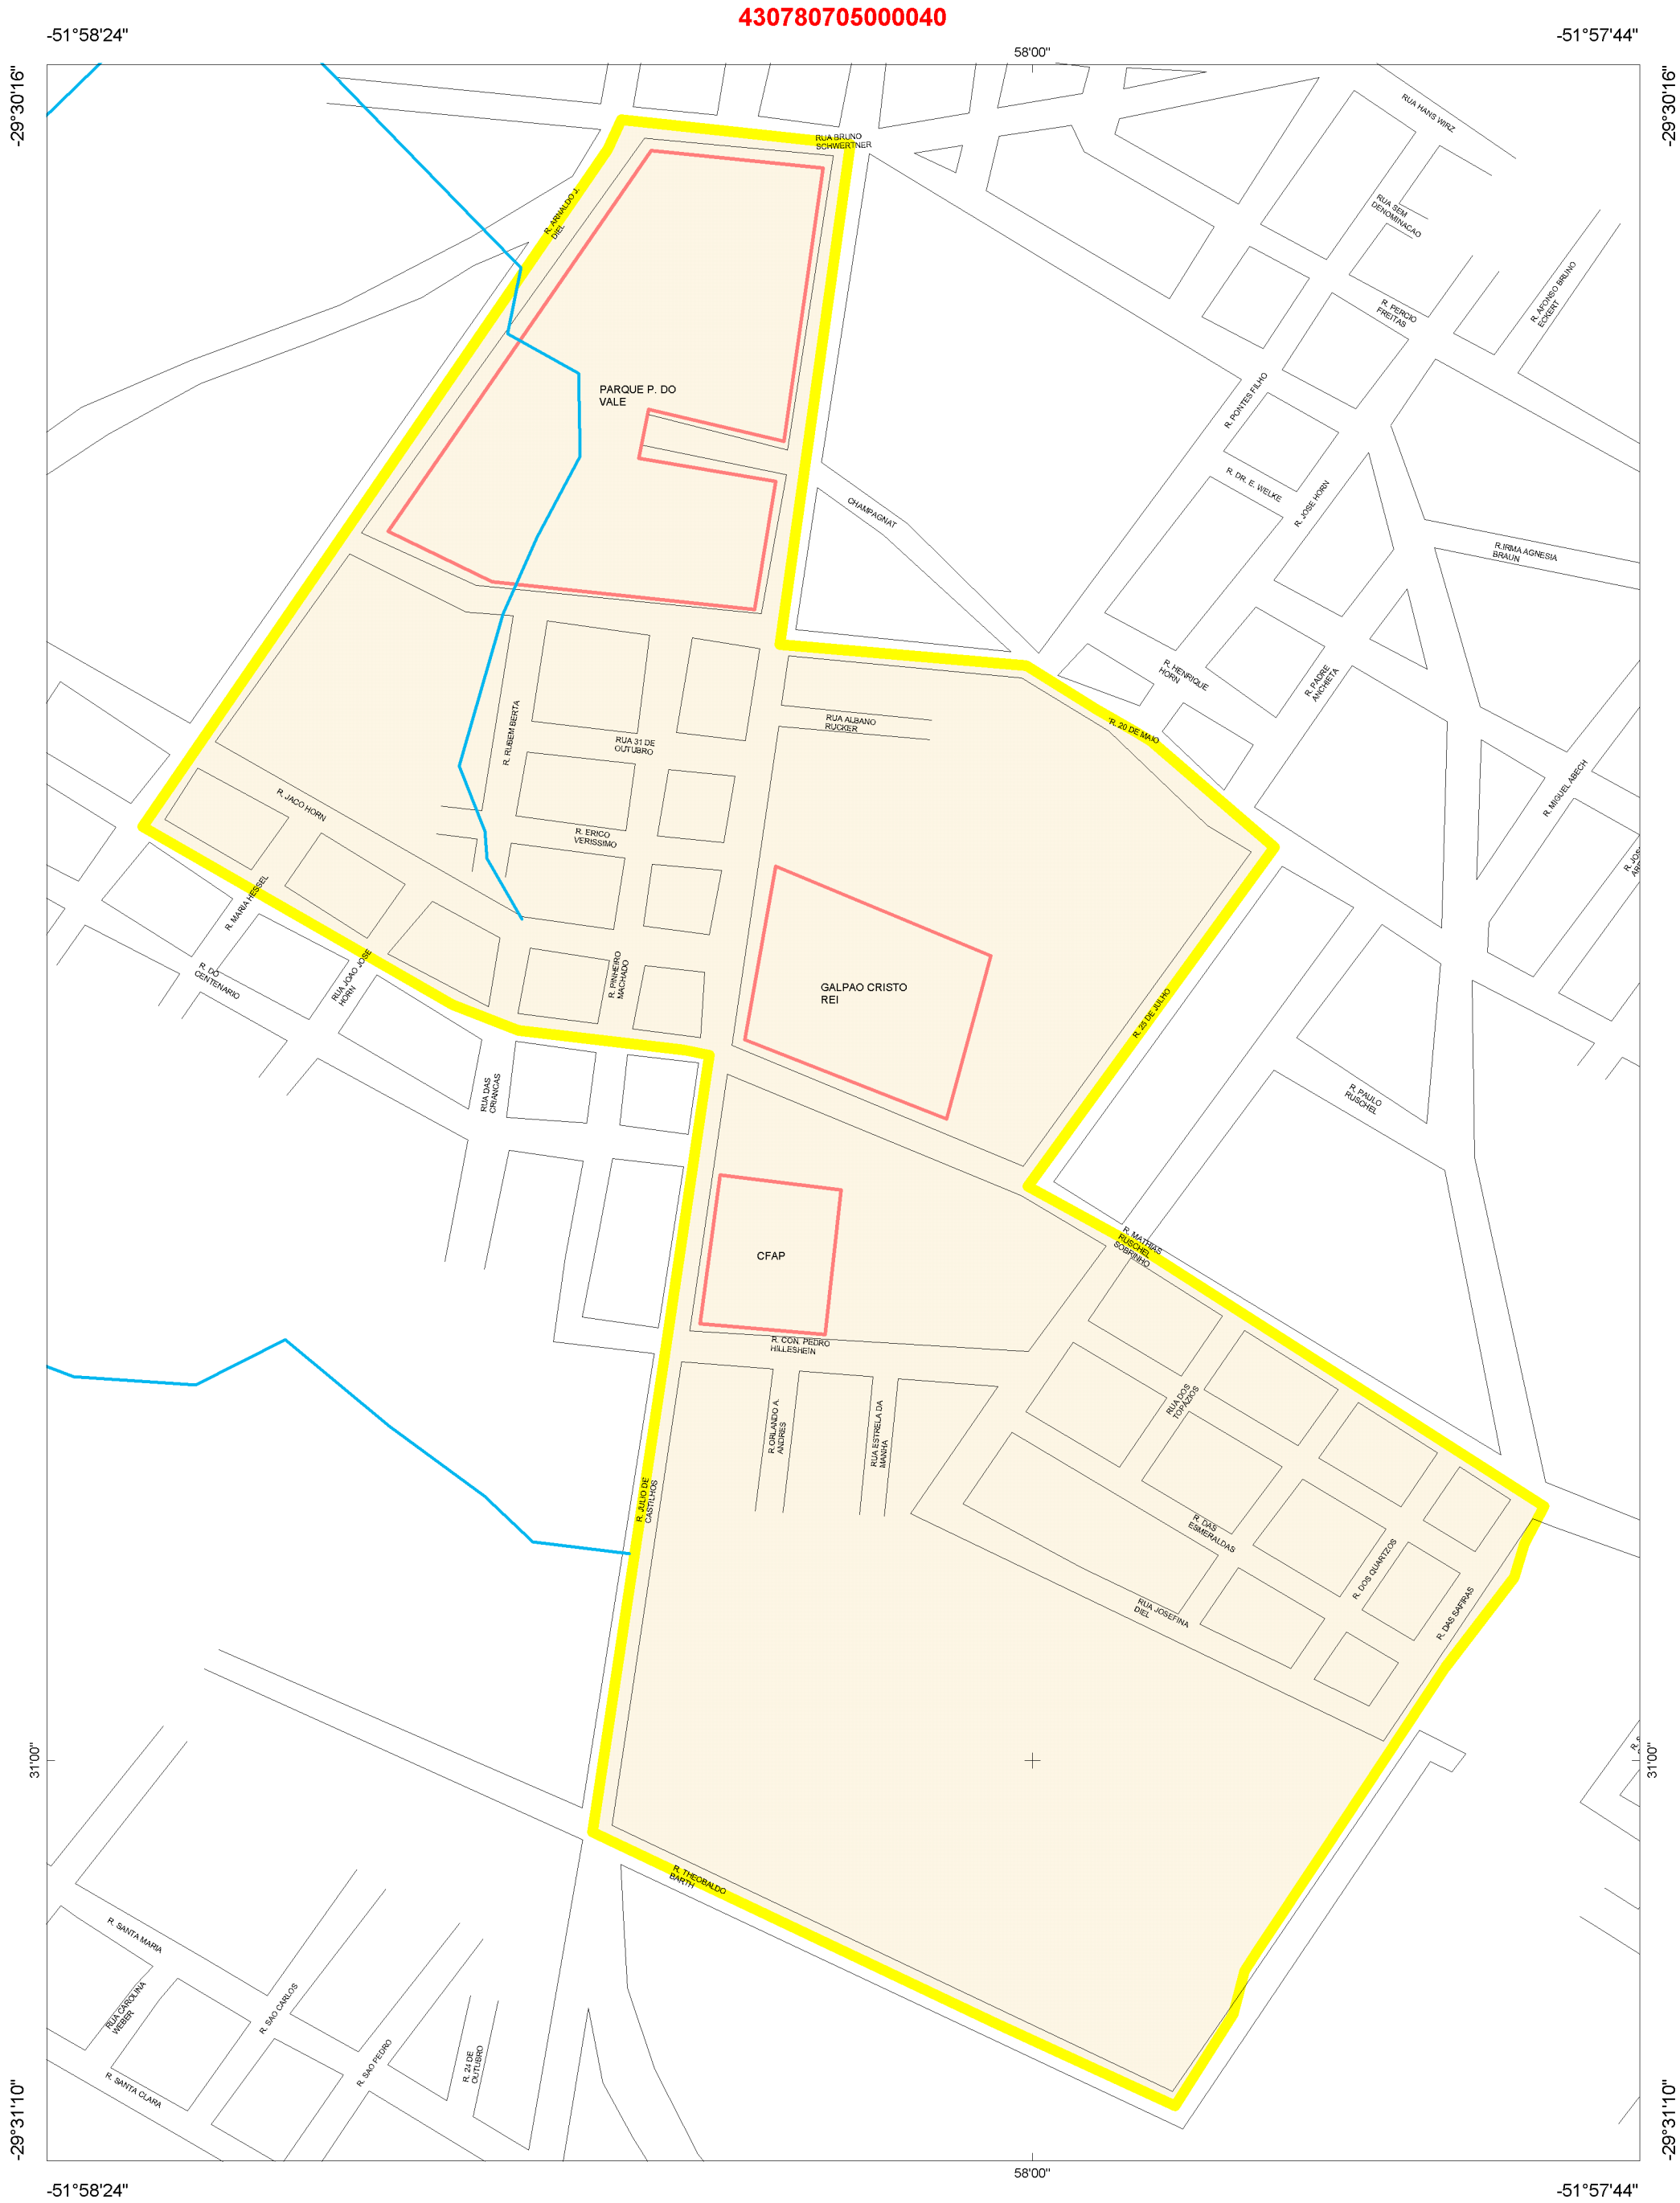 430780705000040
-51°58'24"
58'00"
-51°57'44"
-29°30'16"
-29°30'16"
RUA HANS WIRZ
RUA BRUNO
SCHWERTNER
R. ARNALDO J.
DIEL
RUA SEM
DENOMINACAO
R. AFONSO BRUNO
ECKERT
R. PERCIO
FREITAS
PARQUE P. DO
VALE
R. PONTES FILHO
R. DR. E. WELKE
R. JOSE HORN
CHAMPAGNAT
R.IRMA AGNESIA
BRAUN
R. HENRIQUE
HORN
R. PADRE
ANCHIETA
R. RUBEM BERTA
RUA ALBANO
RUCKER
R. 20 DE MAIO
RUA 31 DE
OUTUBRO
R. MIGUEL ABECH
R. JACO HORN
R. ERICO
VERISSIMO
R. MARIA HESSEL
R. DO
CENTENARIO
RUA JOAO JOSE
HORN
R. PINHEIRO
MACHADO
GALPAO CRISTO
REI
R. 25 DE JULHO
RUA DAS
CRIANCAS
R. PAULO
RUSCHEL
R. MATHIAS
RUSCHEL
SOBRINHO
CFAP
R. CON. PEDRO
HILLESHEIN
RUA DOS
TOPAZIOS
R.ORLANDO A.
ANDRES
RUA ESTRELA DA
MANHA
R. JULIO DE
CASTILHOS
R. DAS
ESMERALDAS
R. DOS QUARTZOS
RUA JOSEFINA
DIEL
R. DAS SAFIRAS
31'00"
31'00"
R. THEOBALDO
BARTH
R. SANTA MARIA
RUA CAROLINA
WEBER
R. SAO CARLOS
R. SAO PEDRO
R. 24 DE
OUTUBRO
R. SANTA CLARA
-29°31'10"
-29°31'10"
-51°58'24"
58'00"
-51°57'44"